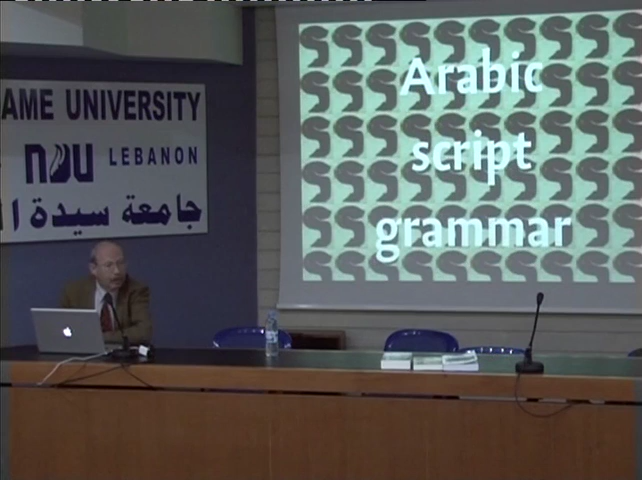 AME UNIVERSITY
NDU LEBANON
جامعة سيدة ا
Arabic
script
grammar